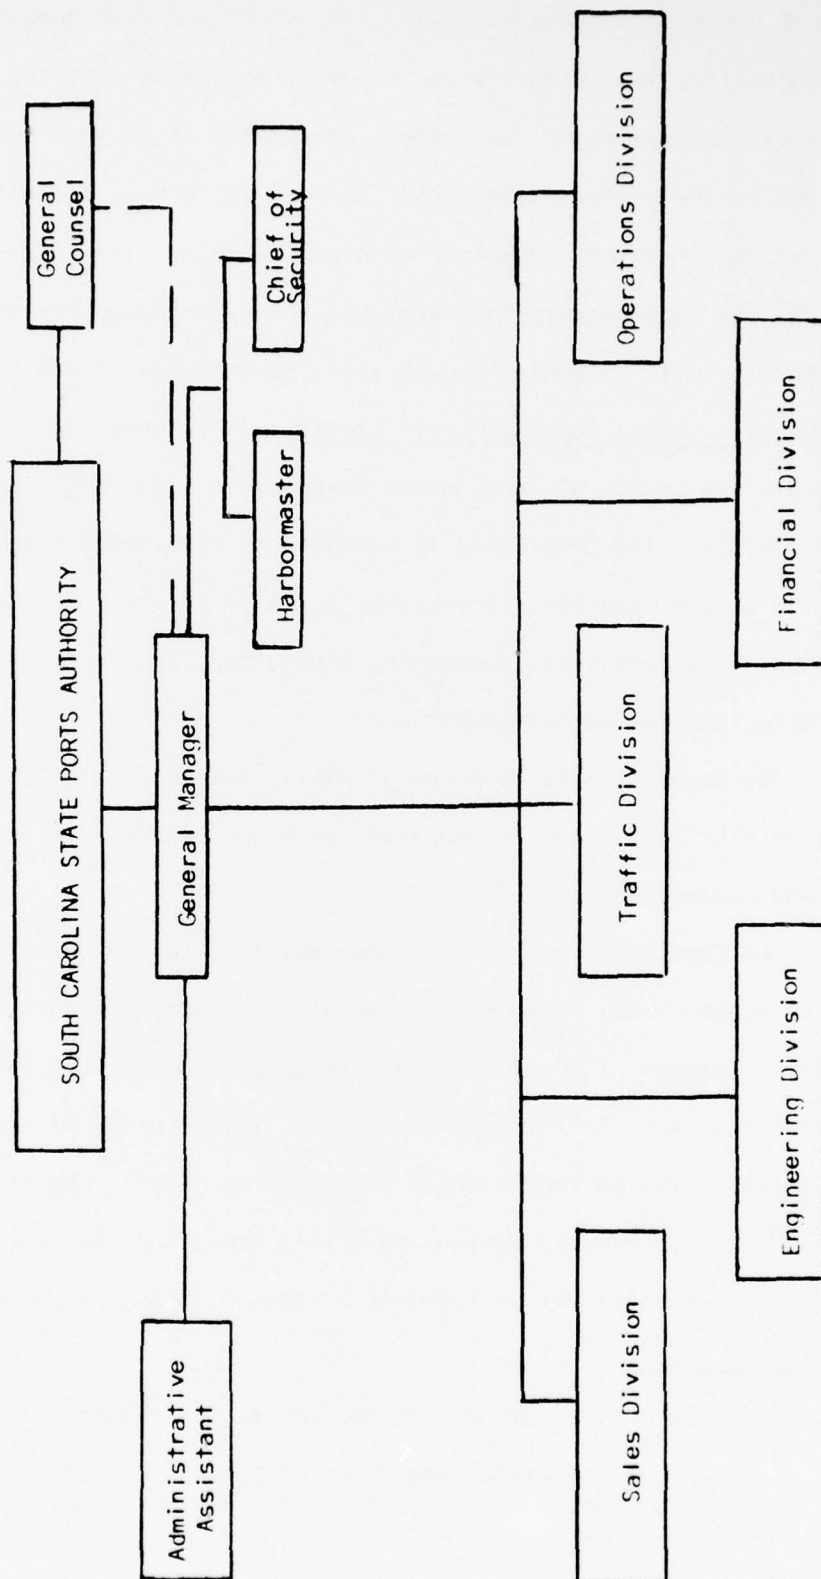 SOUTH CAROLINA STATE PORTS AUTHORITY
General
Counsel
Administrative
Assistant
General Manager
Harbormaster
Chief of
Security
Sales Division
Traffic Division
Operations Division
Engineering Division
Financial Division